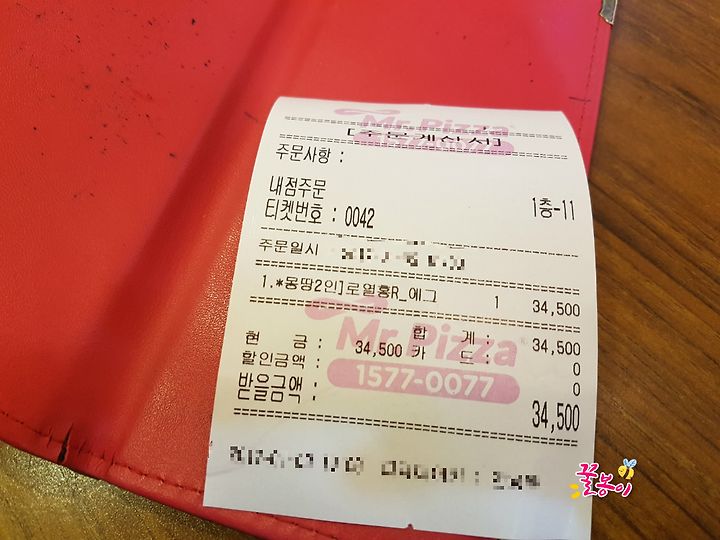 Mr. Pizza
[주문계산서]
주문사항 :
내점주문 1층-11
티켓번호 : 0042
주문일시
1.*몽땅2인]로얄홍R_에그 1 34,500
합 계 : 34,500
현 금 : 34,500 카 드 : 0
할인금액 : 0
받을금액 : 34,500
Mr. Pizza®
1577-0077
꿀봉이